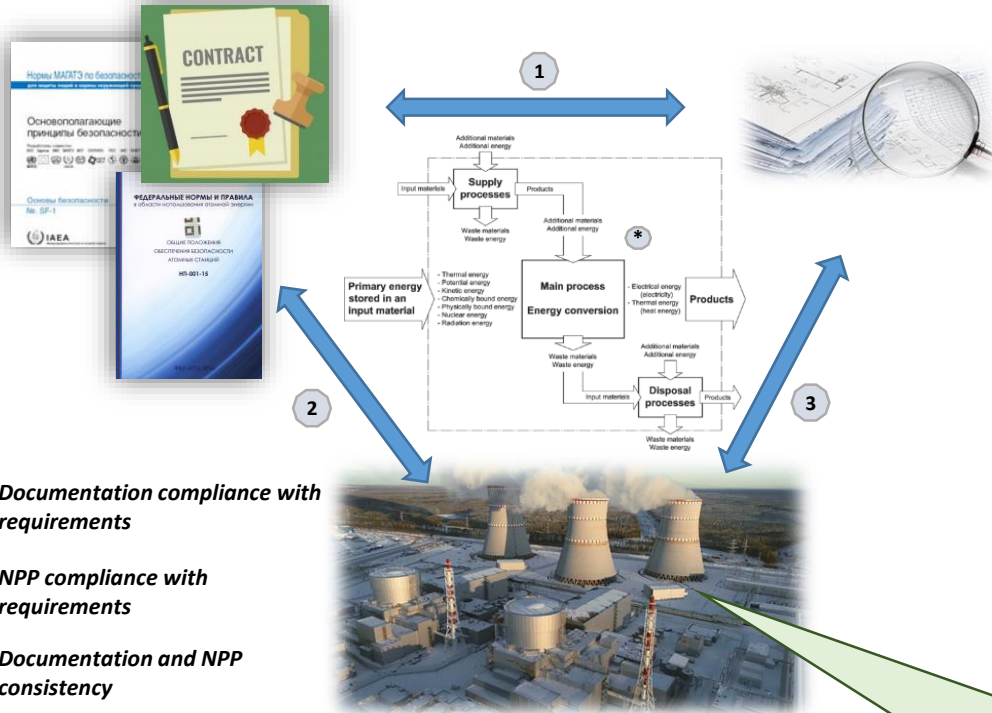 CONTRACT
Нормы МАГАТЭ по безопасности
Основополагающие
принципы безопасности
Основы безопасности
№ SF-1
IAEA
ФЕДЕРАЛЬНЫЕ НОРМЫ И ПРАВИЛА
в области использования атомной энергии
ОБЩИЕ ПОЛОЖЕНИЯ
ОБЕСПЕЧЕНИЯ БЕЗОПАСНОСТИ
АТОМНЫХ СТАНЦИЙ
НП-001-15
1
Additional materials
Additional energy
Input materials
Supply
processes
Products
Waste materials
Waste energy
Additional materials
Additional energy
*
Primary energy
stored in an
input material
- Thermal energy
- Potential energy
- Kinetic energy
- Chemically bound energy
- Physically bound energy
- Nuclear energy
- Radiation energy
Main process
Energy conversion
- Electrical energy
(electricity)
- Thermal energy
(heat energy)
Products
Waste materials
Waste energy
Additional materials
Additional energy
Input materials
Disposal
processes
Products
Waste materials
Waste energy
2
3
Documentation compliance with
requirements
NPP compliance with
requirements
Documentation and NPP
consistency